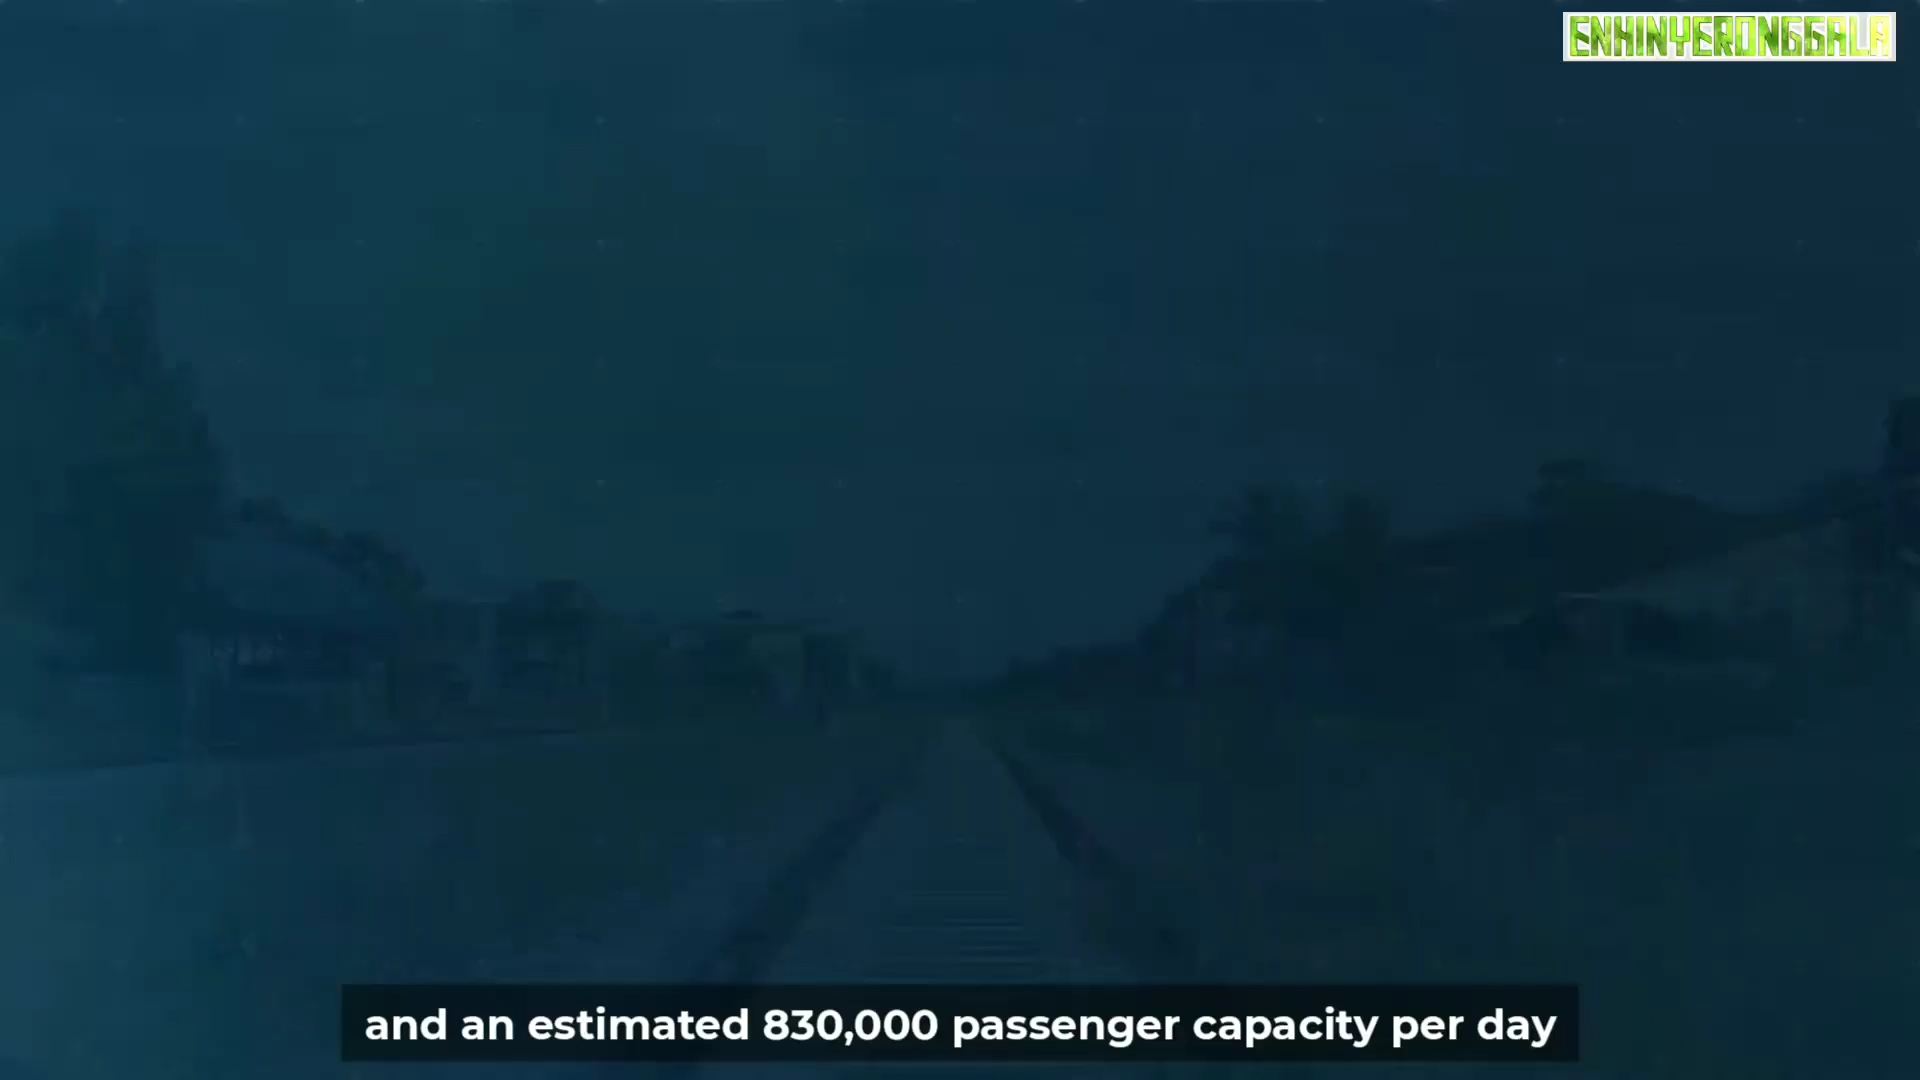 ENHINYERONGGALA
and an estimated 830,000 passenger capacity per day